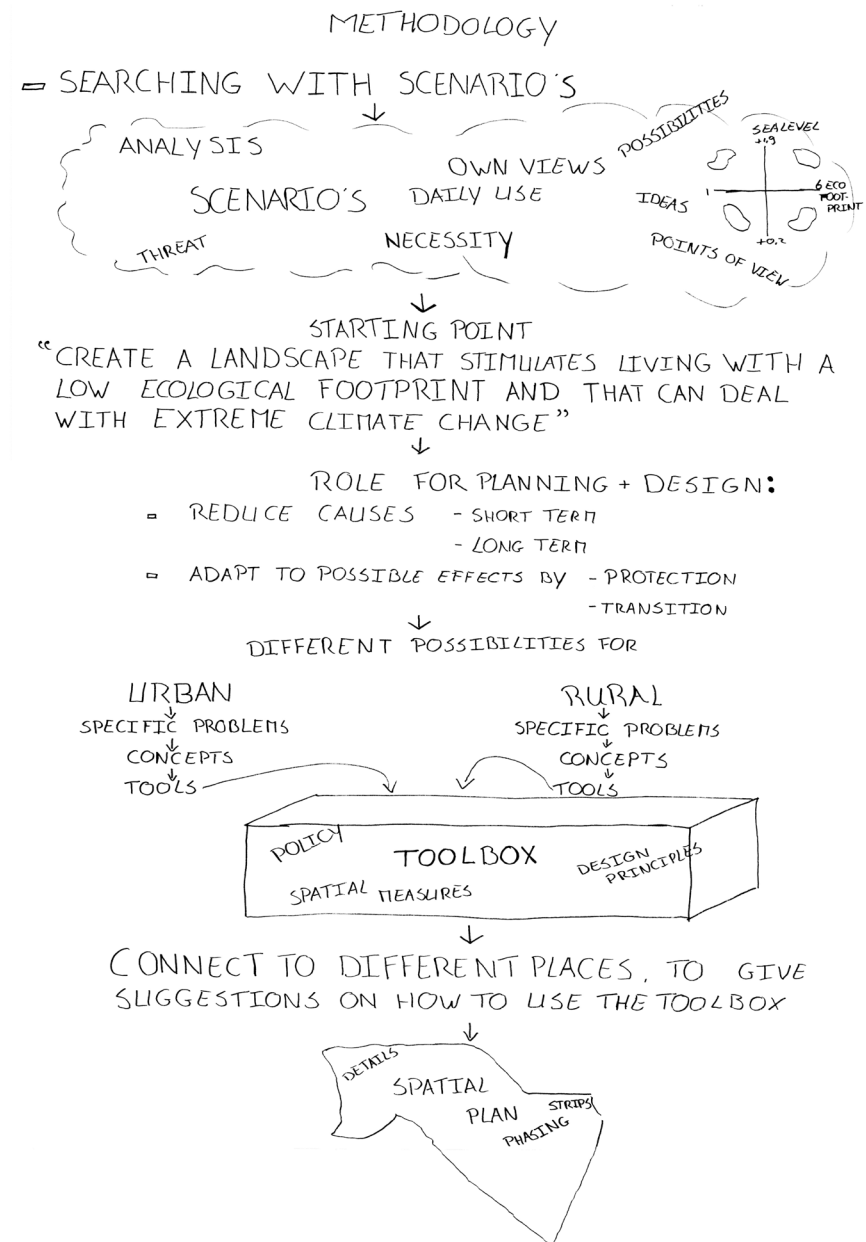 METHODOLOGY
- SEARCHING WITH SCENARIO'S
ANALYSIS
OWN VIEWS
POSSIBILITIES
SCENARIO'S
DAILY USE
IDEAS
THREAT
NECESSITY
POINTS OF VIEW
SEALEVEL
+1,9
1
6 ECO
FOOT-
PRINT
+0.2
STARTING POINT
“CREATE A LANDSCAPE THAT STIMULATES LIVING WITH A
LOW ECOLOGICAL FOOTPRINT AND THAT CAN DEAL
WITH EXTREME CLIMATE CHANGE”
ROLE FOR PLANNING + DESIGN:
- REDUCE CAUSES - SHORT TERM
- LONG TERM
- ADAPT TO POSSIBLE EFFECTS BY - PROTECTION
- TRANSITION
DIFFERENT POSSIBILITIES FOR
URBAN
SPECIFIC PROBLEMS
CONCEPTS
TOOLS
RURAL
SPECIFIC PROBLEMS
CONCEPTS
TOOLS
POLICY
TOOLBOX
DESIGN
PRINCIPLES
SPATIAL MEASURES
CONNECT TO DIFFERENT PLACES, TO GIVE
SUGGESTIONS ON HOW TO USE THE TOOLBOX
DETAILS
SPATIAL
PLAN
STRIPS
PHASING